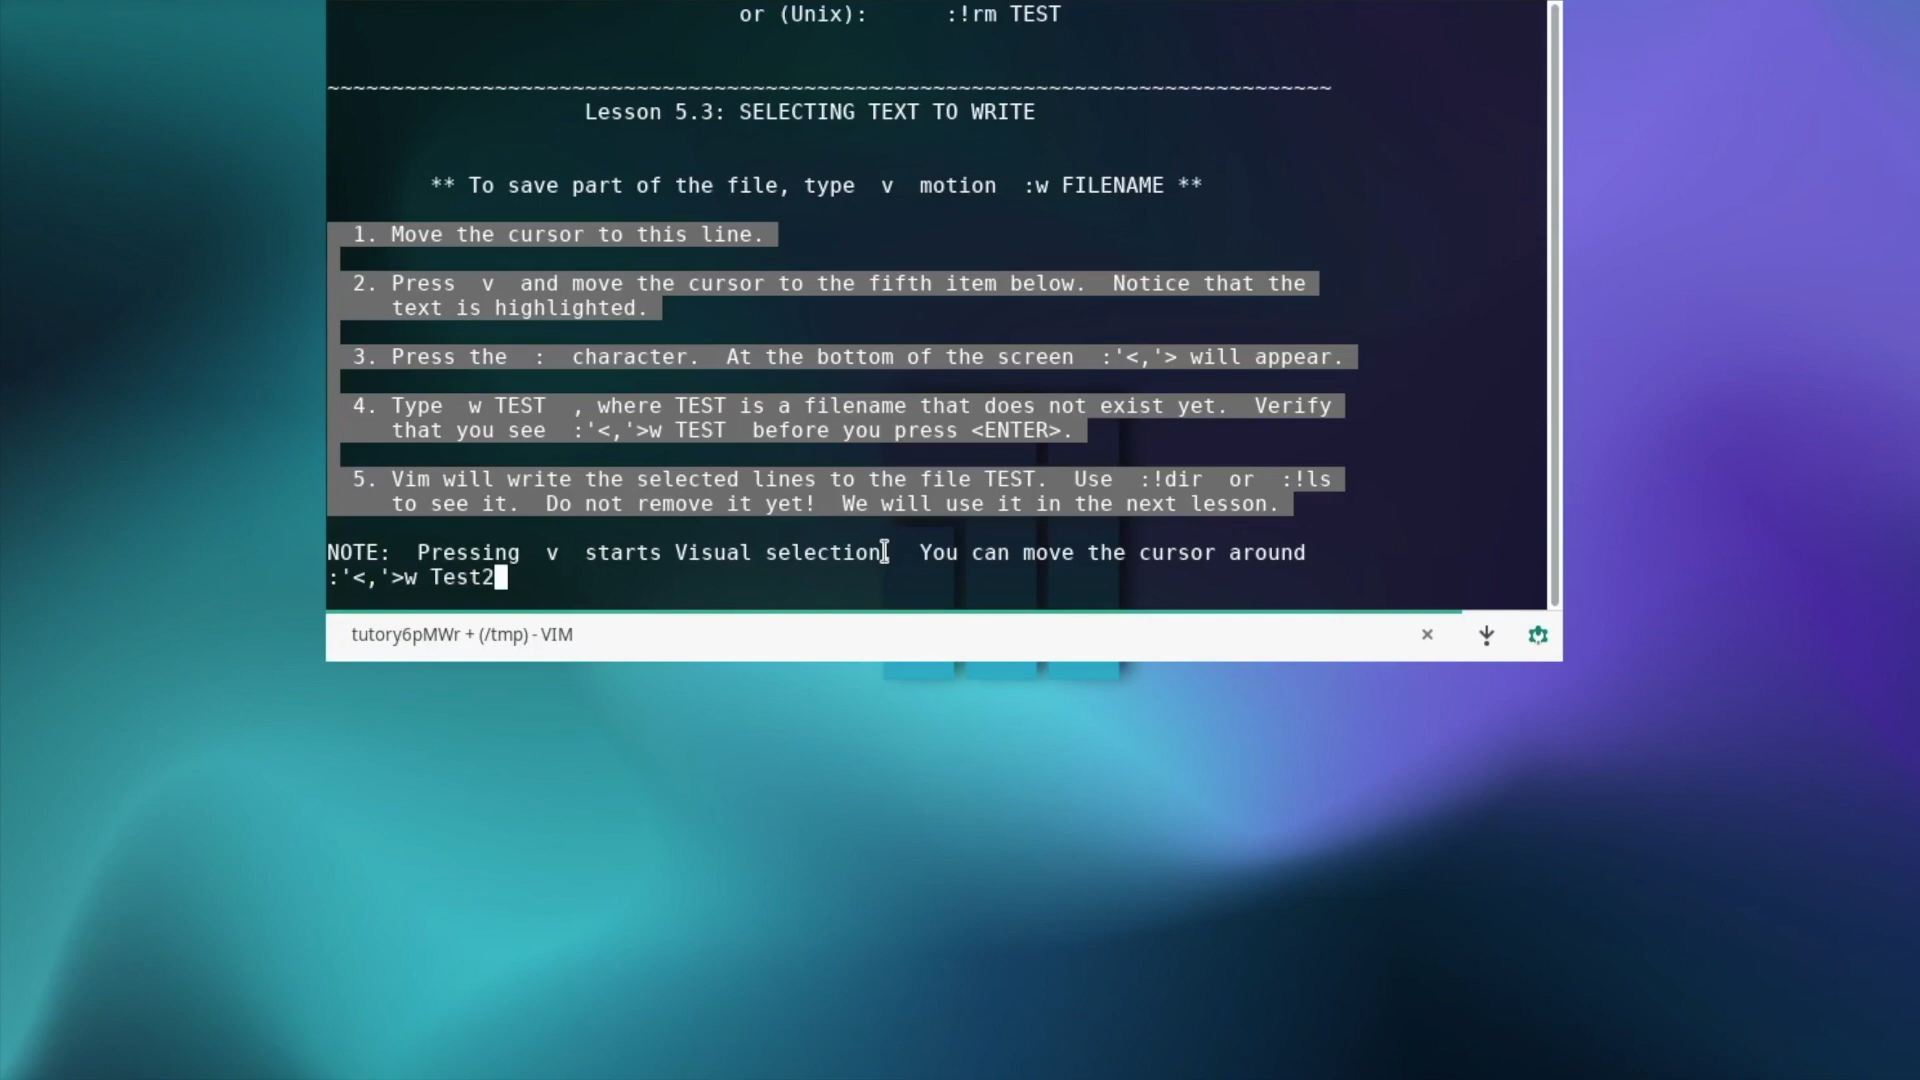 or (Unix):      :!rm TEST
~~~~~~~~~~~~~~~~~~~~~~~~~~~~~~~~~~~~~~~~~~~~~~~~~~~~~~~~~~~~~~~~~~~~~~~~~~~~~~
Lesson 5.3: SELECTING TEXT TO WRITE
** To save part of the file, type  v  motion  :w FILENAME **
1. Move the cursor to this line.
2. Press  v  and move the cursor to the fifth item below.  Notice that the
text is highlighted.
3. Press the  :  character.  At the bottom of the screen  :'<,'> will appear.
4. Type  w TEST  , where TEST is a filename that does not exist yet.  Verify
that you see  :'<,'>w TEST  before you press <ENTER>.
5. Vim will write the selected lines to the file TEST.  Use  :!dir  or  :!ls
to see it.  Do not remove it yet!  We will use it in the next lesson.
NOTE:  Pressing  v  starts Visual selection.  You can move the cursor around
:'<,'>w Test2
tutory6pMWr + (/tmp) - VIM